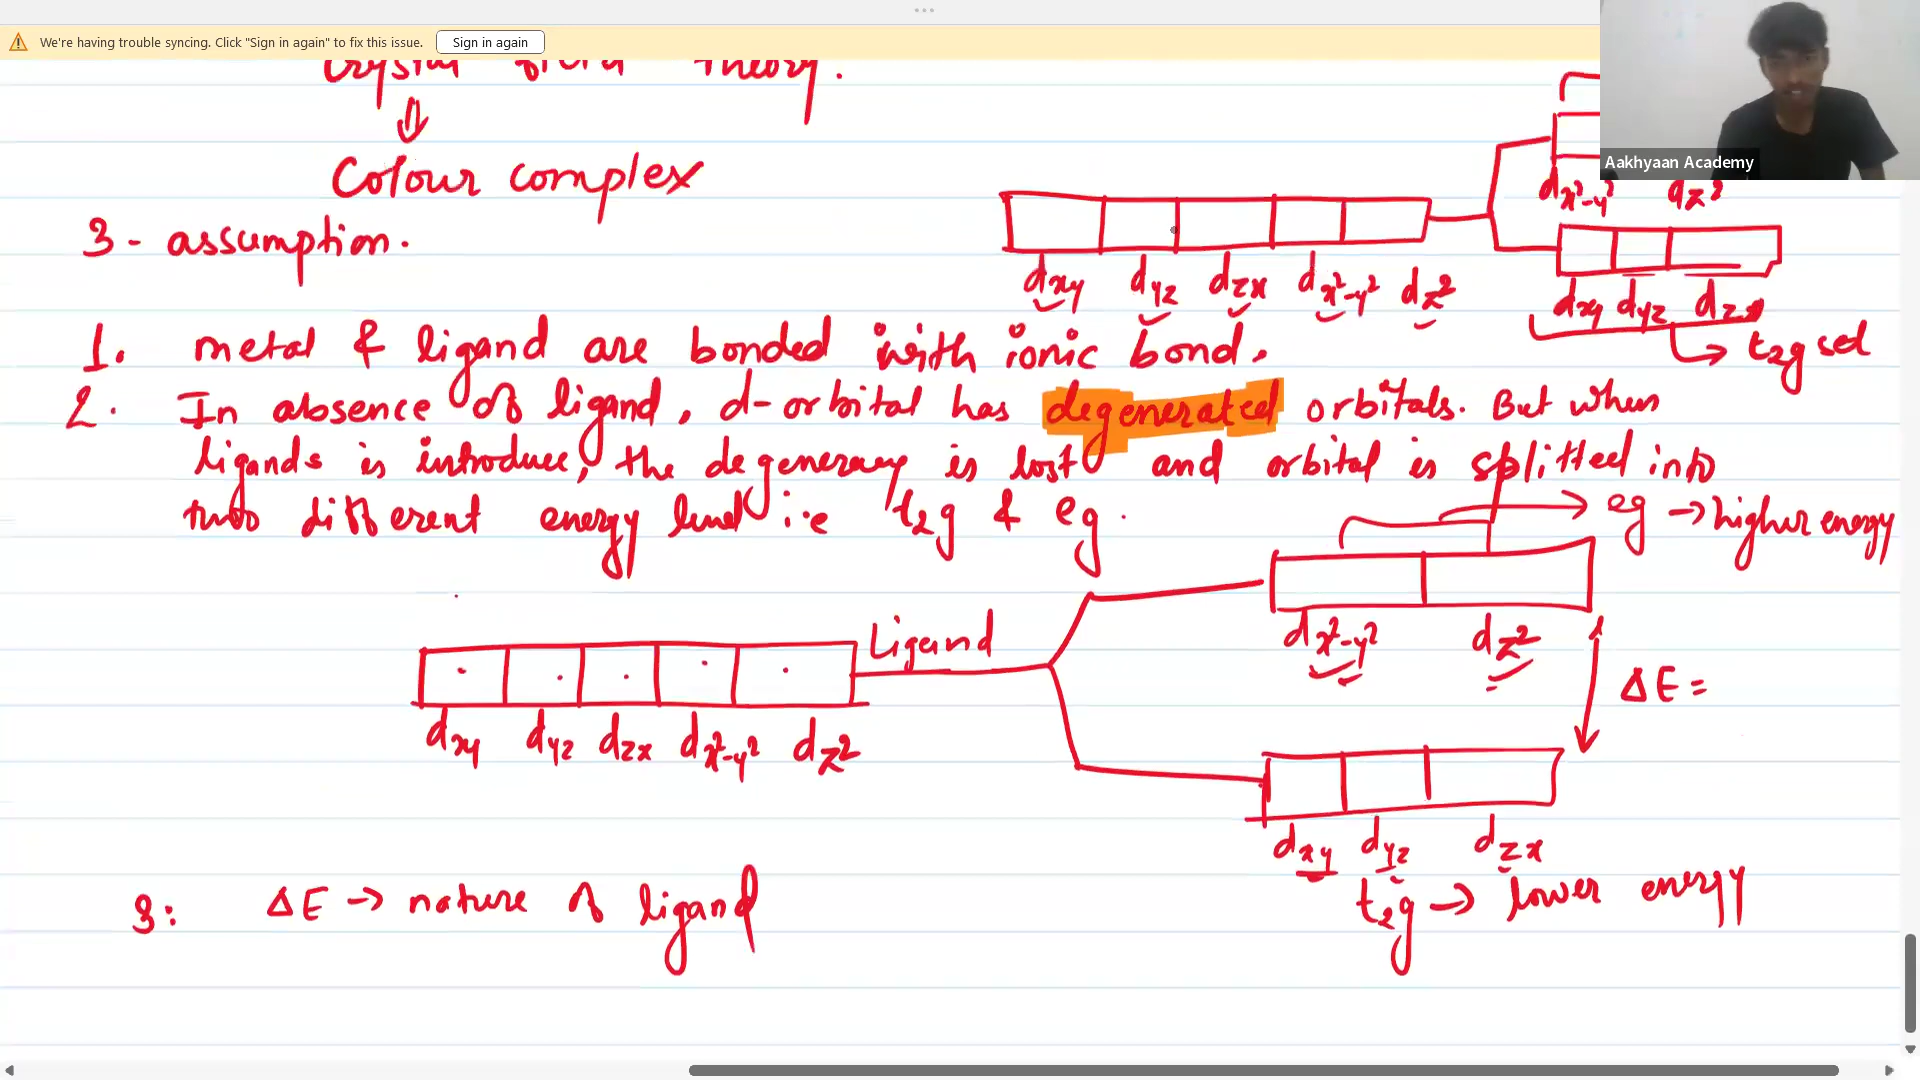 We're having trouble syncing. Click "Sign in again" to fix this issue. Sign in again
Crystal field theory.
⇓
Colour complex
Aakhyaan Academy
3 - assumption.
dx²-y² dz²
dxy dyz dzx dx²-y² dz²
dxy dyz dzx
→ t2g set
1. metal & ligand are bonded with ionic bond.
2. In absence of ligand, d-orbital has degenerated orbitals. But when
ligands is introduce, the degeneracy is lost and orbital is splitted into
two different energy level i.e t2g & eg.
→ eg → higher energy
Ligand
dx²-y² dz²
ΔE =
dxy dyz dzx dx²-y² dz²
dxy dyz dzx
t2g → lower energy
3: ΔE → nature of ligand